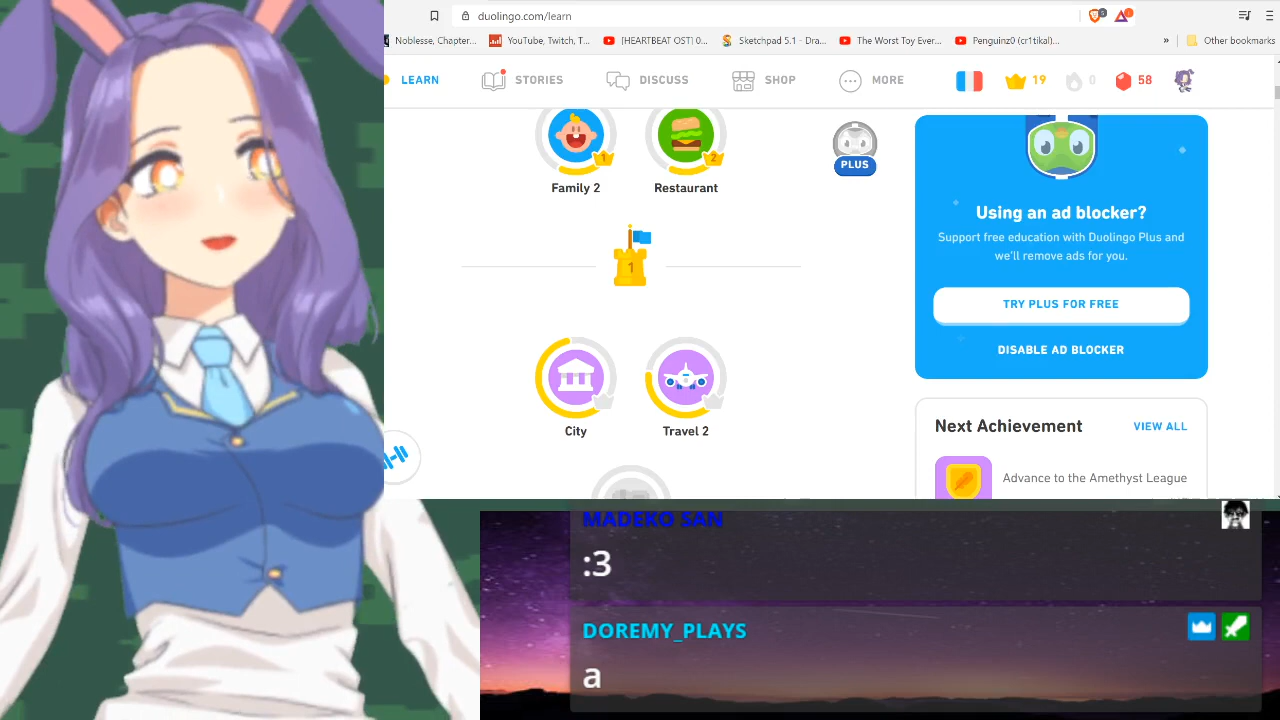 duolingo.com/learn
5
1
Noblesse, Chapter...
YouTube, Twitch, T...
[HEARTBEAT OST] 0...
Sketchpad 5.1 - Dra...
The Worst Toy Ever...
Penguinz0 (cr1tikal)...
»
Other bookmarks
LEARN
STORIES
DISCUSS
SHOP
MORE
19
0
58
1
2
Family 2
Restaurant
PLUS
1
City
Travel 2
Using an ad blocker?
Support free education with Duolingo Plus and
we'll remove ads for you.
TRY PLUS FOR FREE
DISABLE AD BLOCKER
Next Achievement
VIEW ALL
Advance to the Amethyst League
MADEKO SAN
:3
DOREMY_PLAYS
a